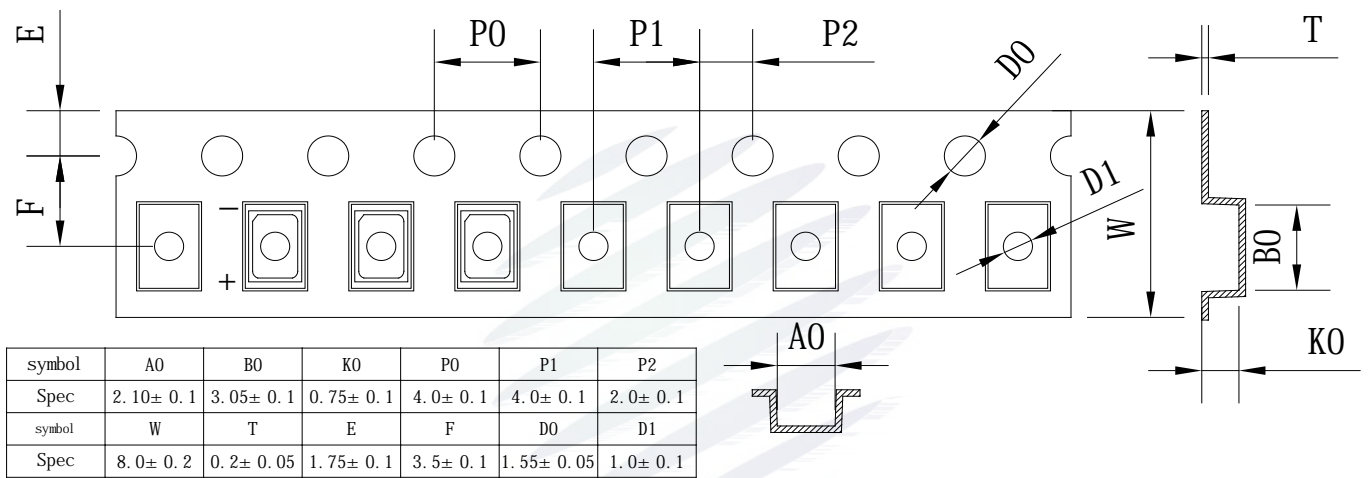 E
P0
P1
P2
D0
T
F
D1
W
B0
−
+
A0
K0
symbol A0 B0 K0 P0 P1 P2
Spec 2.10± 0.1 3.05± 0.1 0.75± 0.1 4.0± 0.1 4.0± 0.1 2.0± 0.1
symbol W T E F D0 D1
Spec 8.0± 0.2 0.2± 0.05 1.75± 0.1 3.5± 0.1 1.55± 0.05 1.0± 0.1